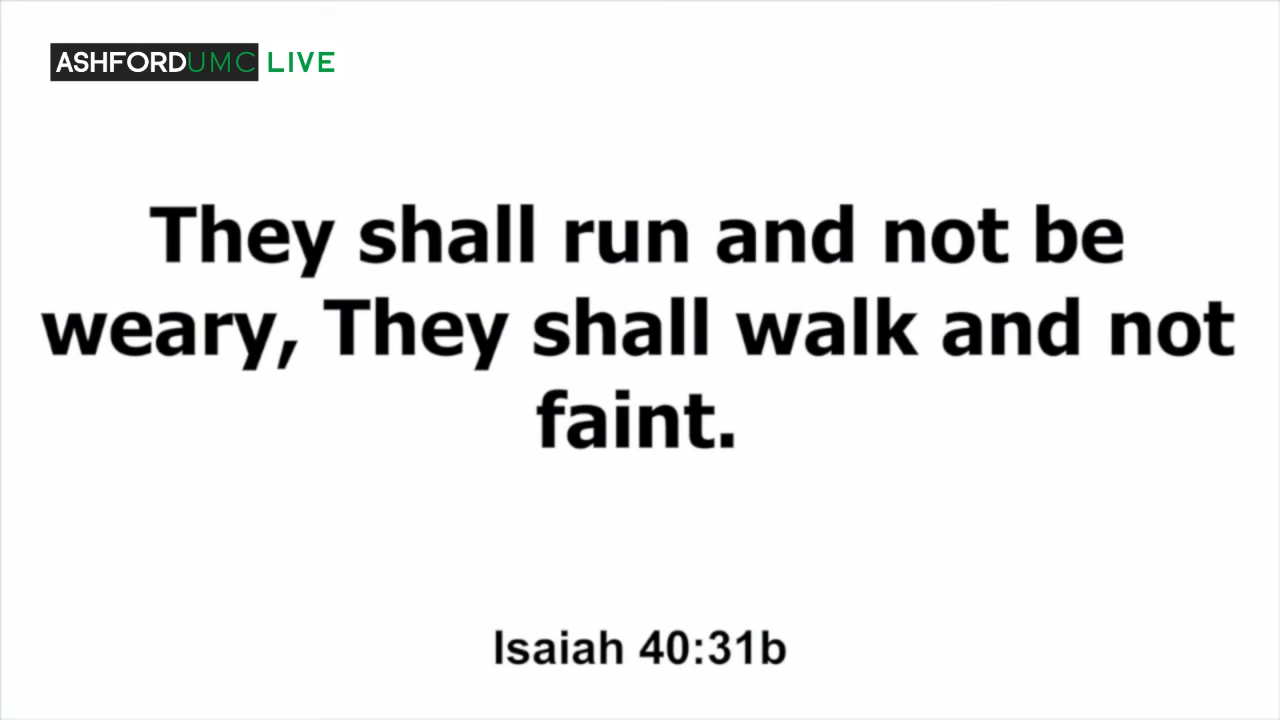 ASHFORDUMC LIVE
They shall run and not be
weary, They shall walk and not
faint.
Isaiah 40:31b